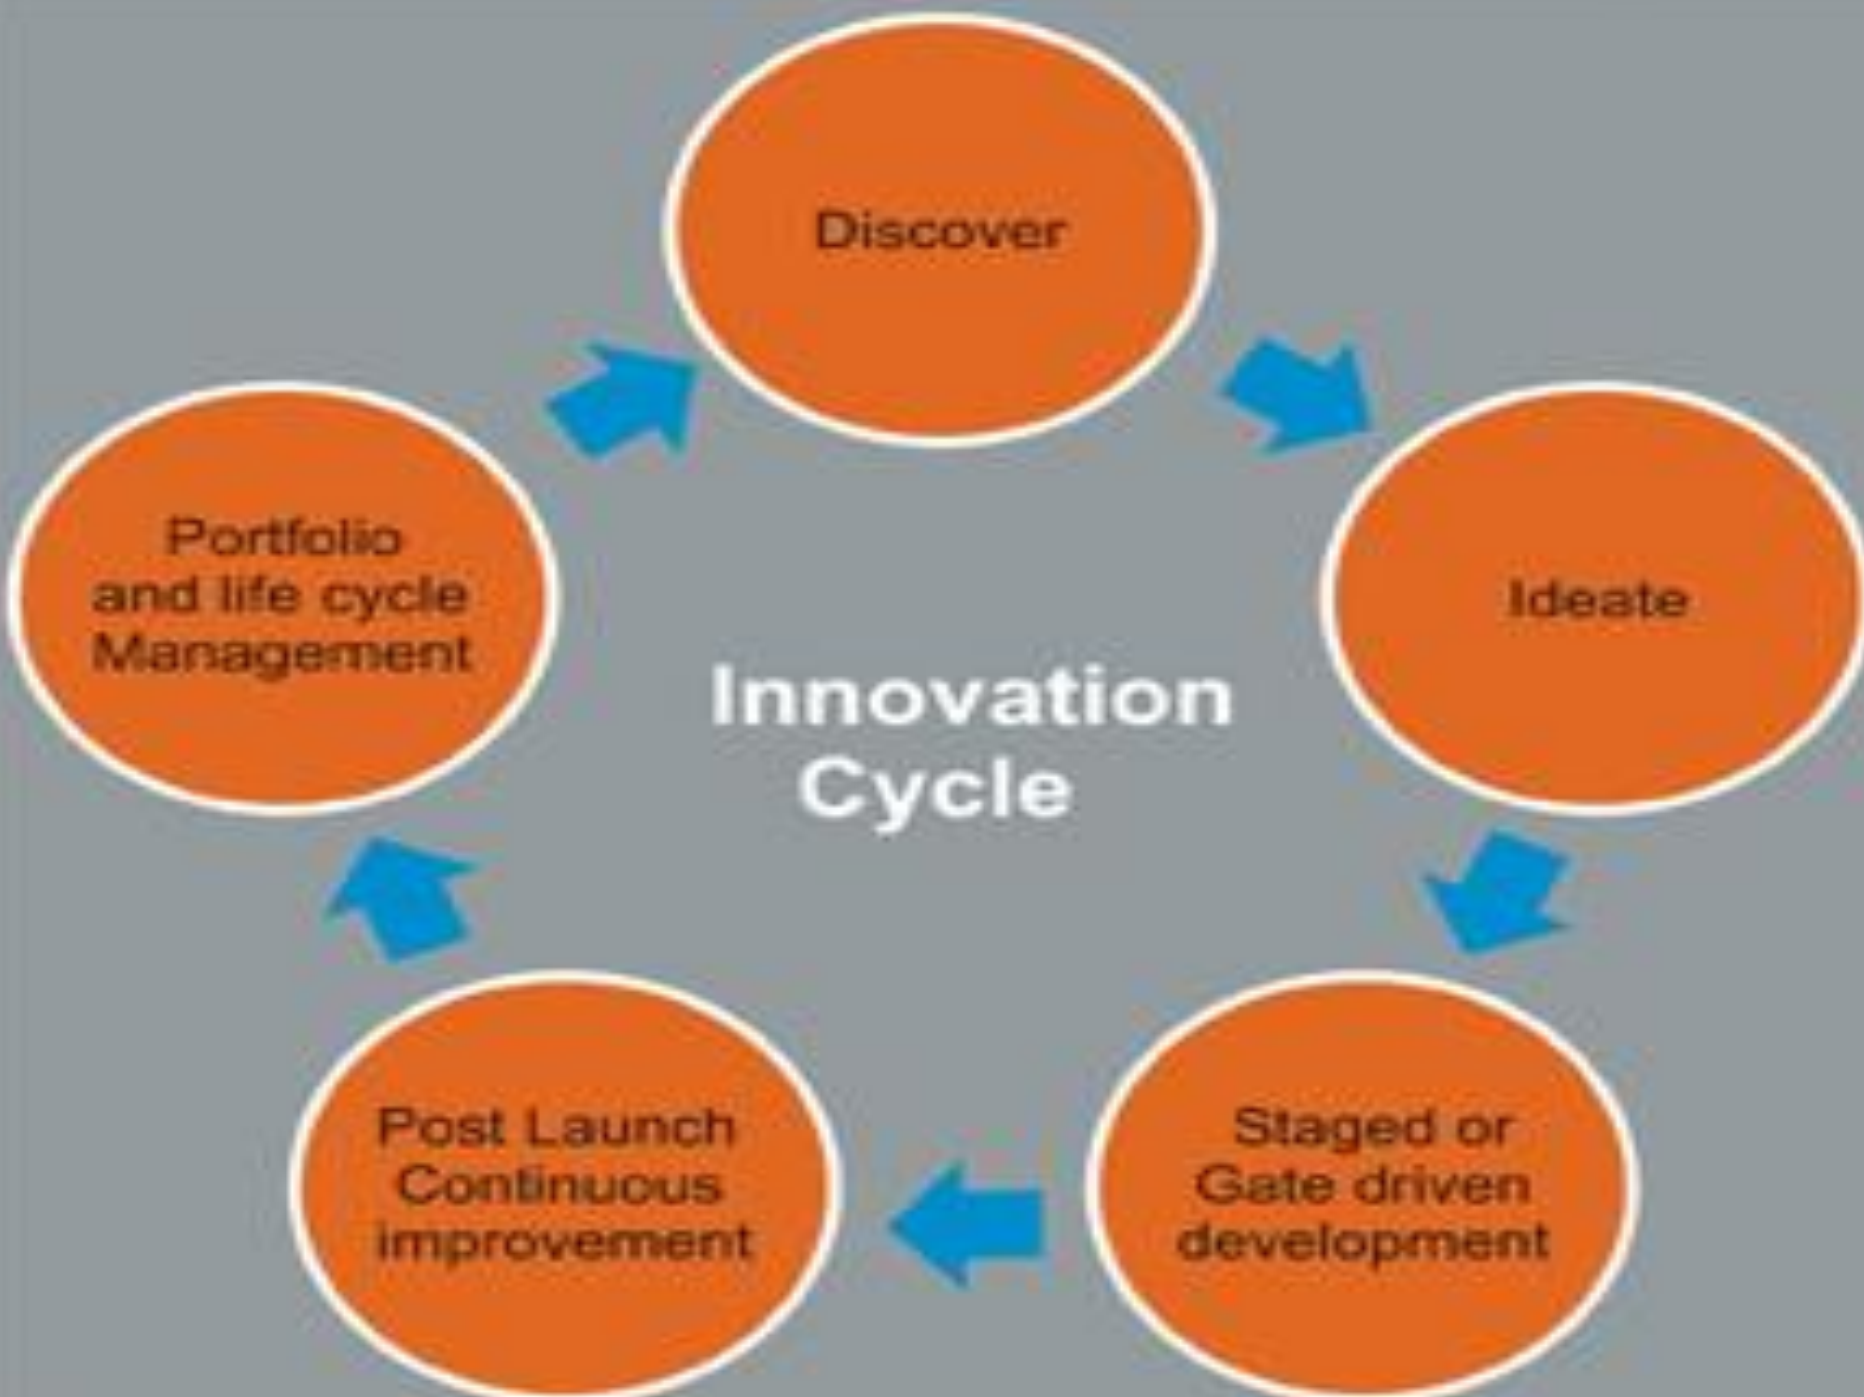 Discover
Ideate
Staged or
Gate driven
development
Post Launch
Continuous
improvement
Portfolio
and life cycle
Management
Innovation
Cycle